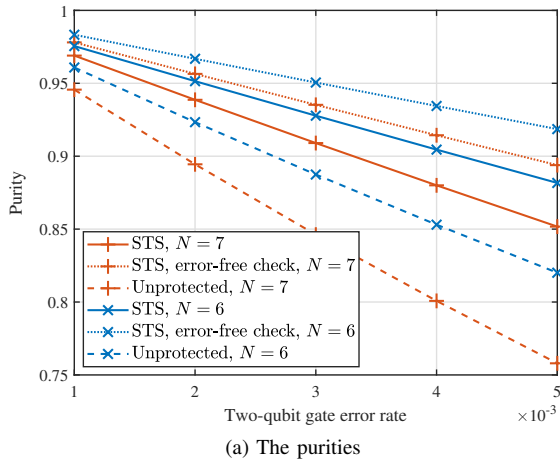 1
0.95
0.9
0.85
0.8
0.75
Purity
STS, N = 7
STS, error-free check, N = 7
Unprotected, N = 7
STS, N = 6
STS, error-free check, N = 6
Unprotected, N = 6
1 2 3 4 5
Two-qubit gate error rate
×10⁻³
(a) The purities